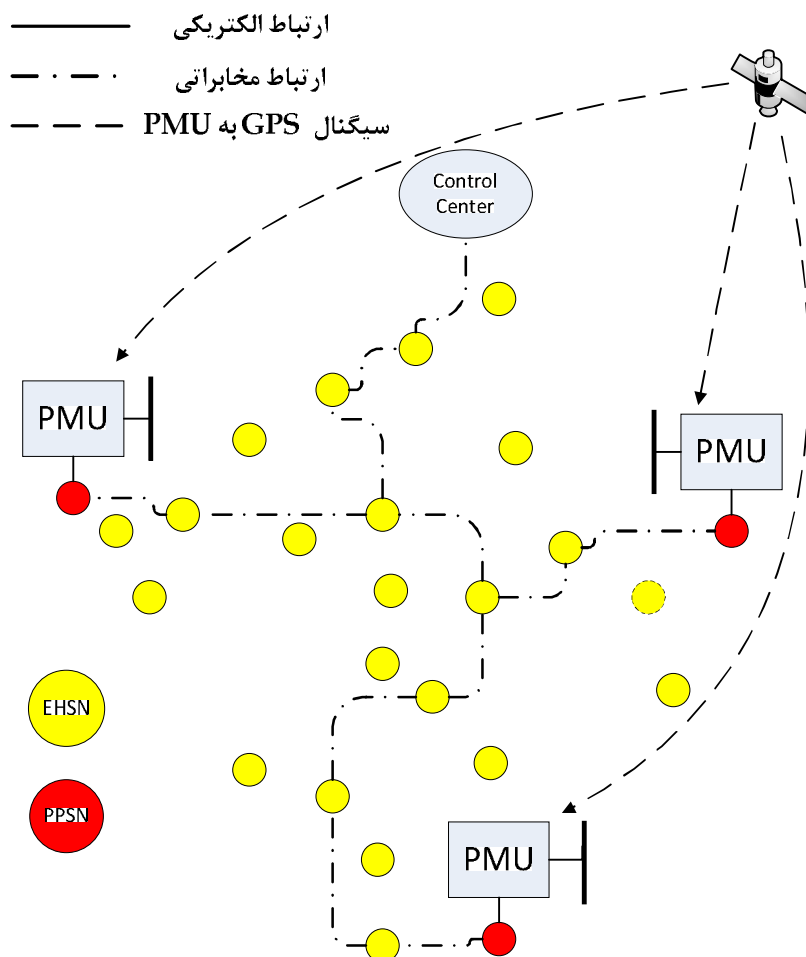 ارتباط الکتریکی
ارتباط مخابراتی
سیگنال GPS به PMU
Control
Center
PMU
PMU
EHSN
PPSN
PMU